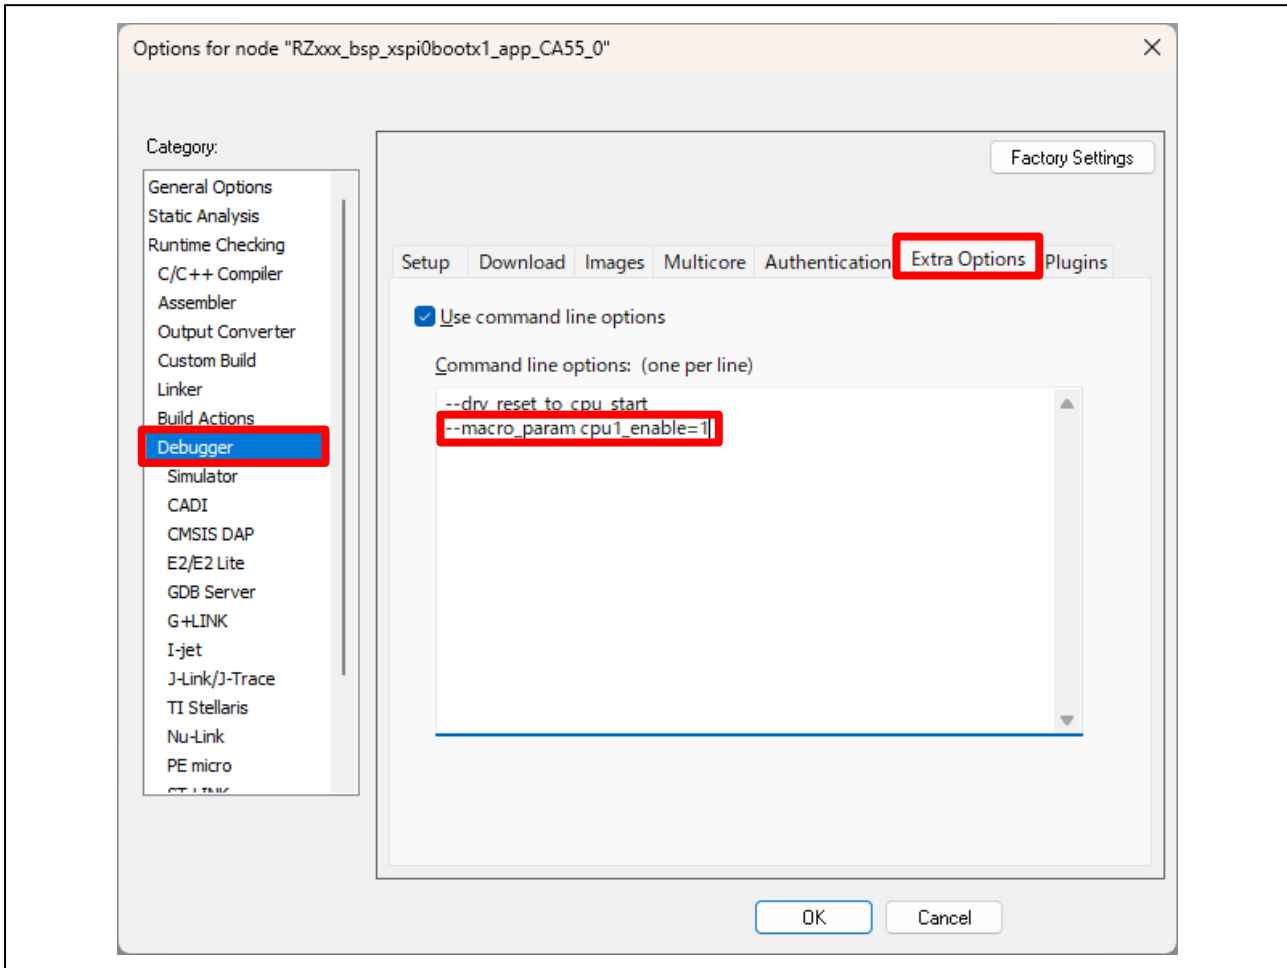 Options for node "RZxxx_bsp_xspi0bootx1_app_CA55_0"
Category:
Factory Settings
General Options
Static Analysis
Runtime Checking
C/C++ Compiler
Assembler
Output Converter
Custom Build
Linker
Build Actions
Debugger
Simulator
CADI
CMSIS DAP
E2/E2 Lite
GDB Server
G+LINK
I-jet
J-Link/J-Trace
TI Stellaris
Nu-Link
PE micro
ST-LINK
Setup Download Images Multicore Authentication Extra Options Plugins
Use command line options
Command line options: (one per line)
--drv_reset_to_cpu_start
--macro_param cpu1_enable=1
OK Cancel